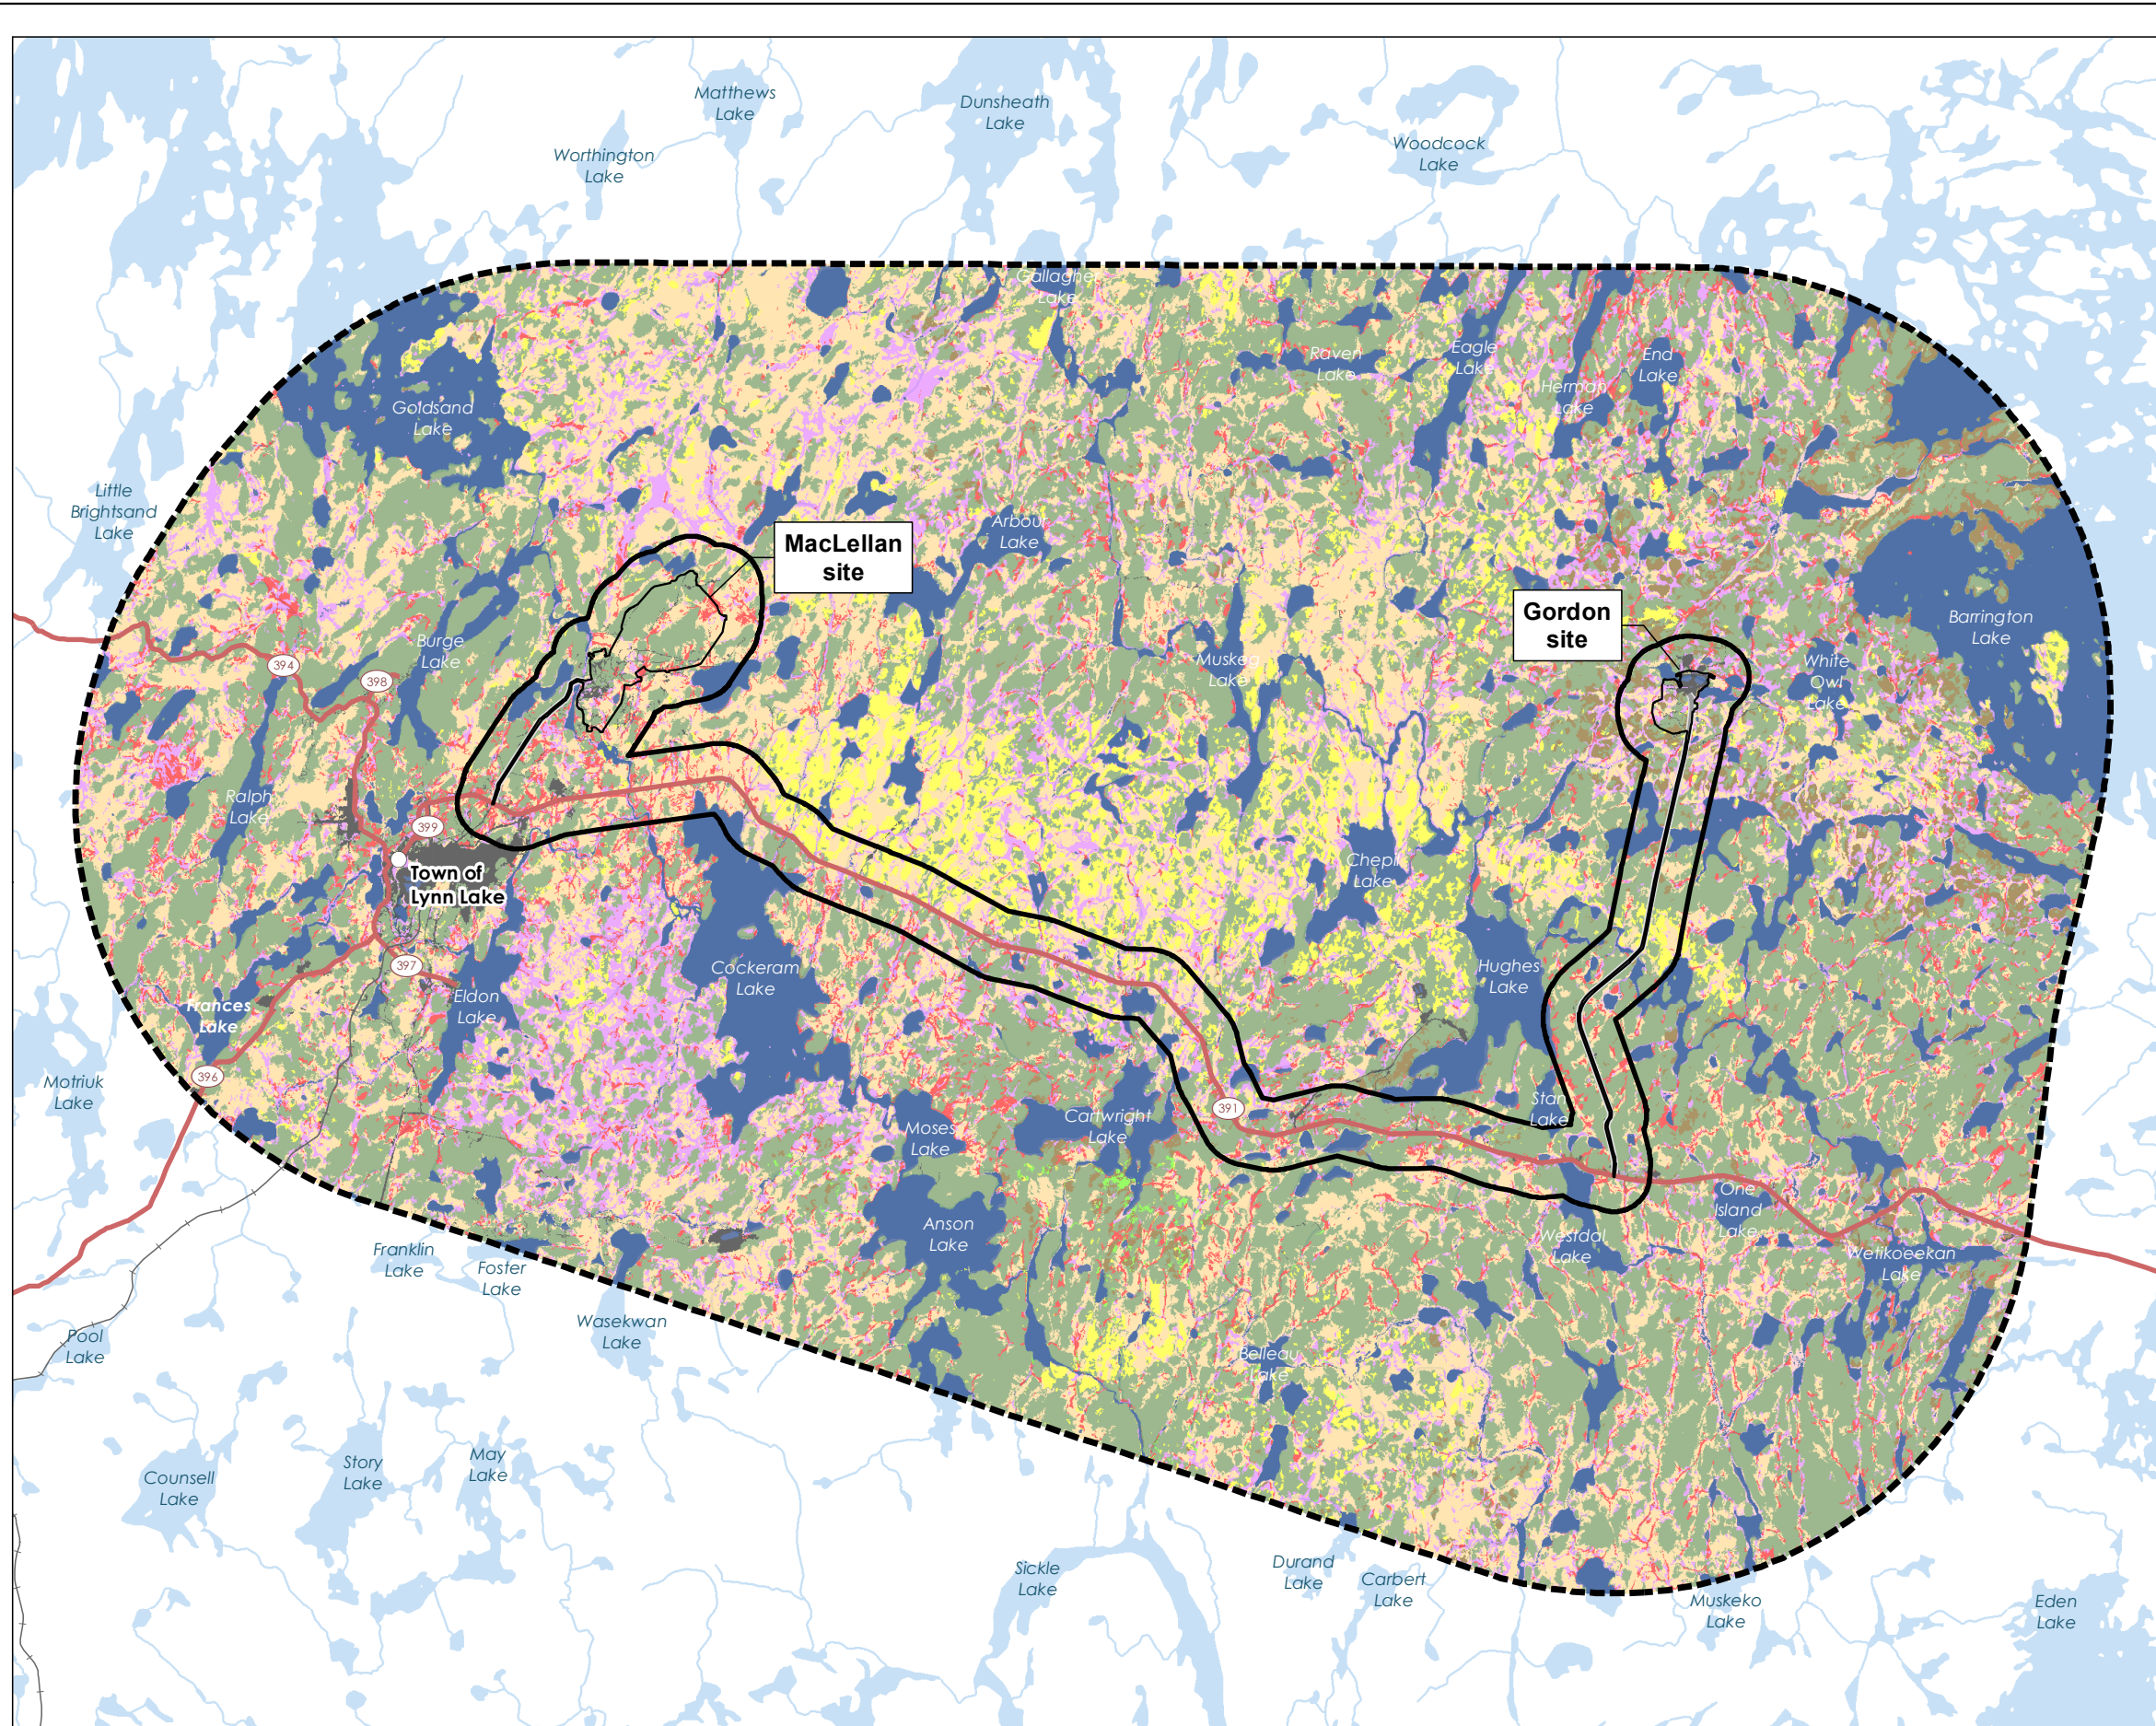 Matthews
Lake
Dunsheath
Lake
Worthington
Lake
Woodcock
Lake
Gallagher
Lake
Raven
Lake
Eagle
Lake
End
Lake
Herman
Lake
Goldsand
Lake
Little
Brightsand
Lake
Arbour
Lake
MacLellan
site
Gordon
site
Barrington
Lake
Burge
Lake
394
398
Muskeg
Lake
White
Owl
Lake
Ralph
Lake
399
Town of
Lynn Lake
Chepil
Lake
397
Cockeram
Lake
Hughes
Lake
Eldon
Lake
Frances
Lake
396
Motriuk
Lake
391
Stan
Lake
Cartwright
Lake
Moses
Lake
One
Island
Lake
Anson
Lake
Westdal
Lake
Wetikoeekan
Lake
Franklin
Lake
Foster
Lake
Wasekwan
Lake
Pool
Lake
Belleau
Lake
Counsell
Lake
Story
Lake
May
Lake
Sickle
Lake
Durand
Lake
Carbert
Lake
Muskeko
Lake
Eden
Lake